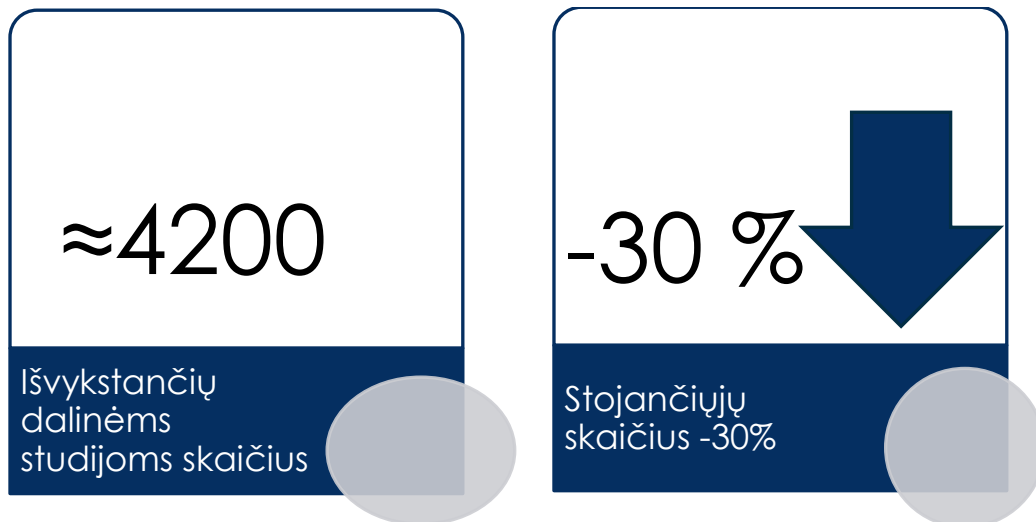 ≈4200
Išvykstančių
dalinėms
studijoms skaičius
-30 %
Stojančiųjų
skaičius -30%